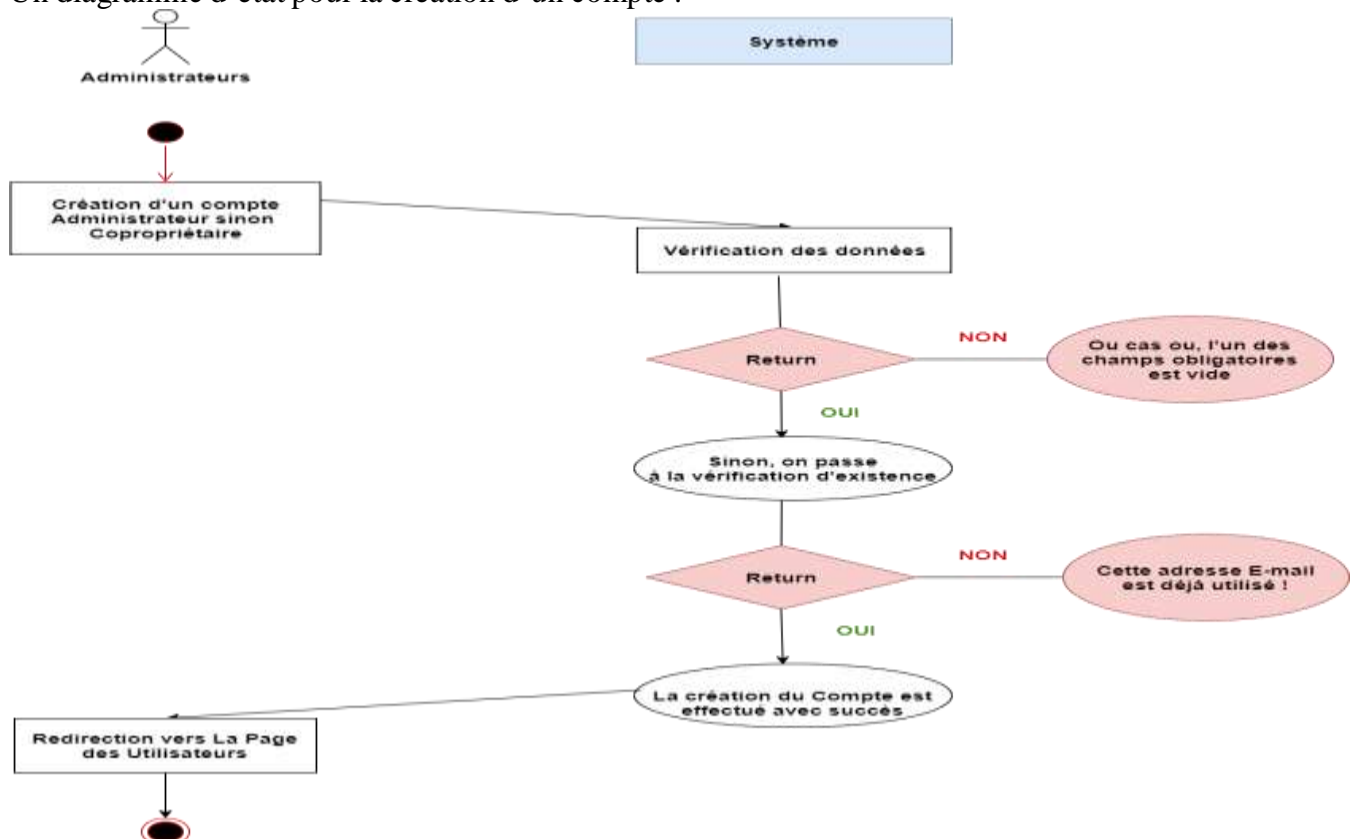 Un diagramme d'état pour la création d'un compte :
Système
Administrateurs
Création d'un compte
Administrateur sinon
Copropriétaire
Vérification des données
Return
NON
Ou cas ou, l'un des
champs obligatoires
est vide
OUI
Sinon, on passe
à la vérification d'existence
Return
NON
Cette adresse E-mail
est déjà utilisé !
OUI
La création du Compte est
effectué avec succès
Redirection vers La Page
des Utilisateurs